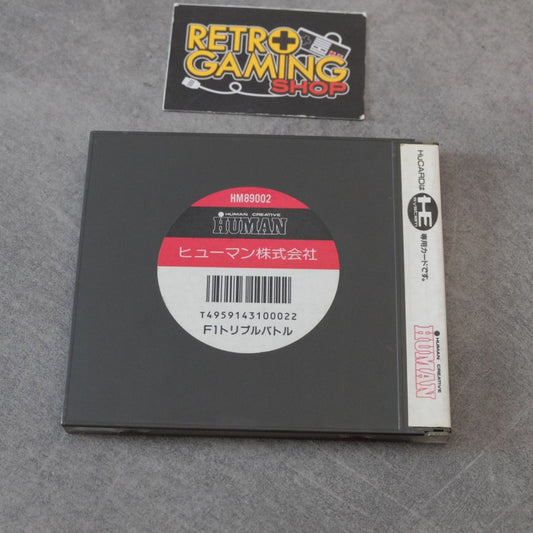 RETRO
GAMING
SHOP
HM89002
HUMAN CREATIVE
HUMAN
ヒューマン株式会社
T4959143100022
F1トリプルバトル
HuCARDは
HE
専用カードです。
HUMAN CREATIVE
HUMAN